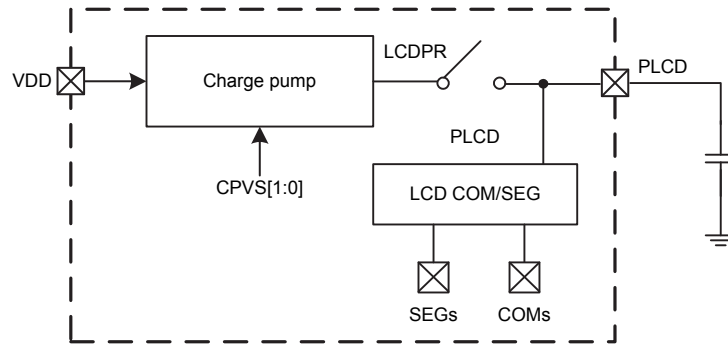 LCDPR
PLCD
VDD
Charge pump
PLCD
CPVS[1:0]
LCD COM/SEG
SEGs
COMs